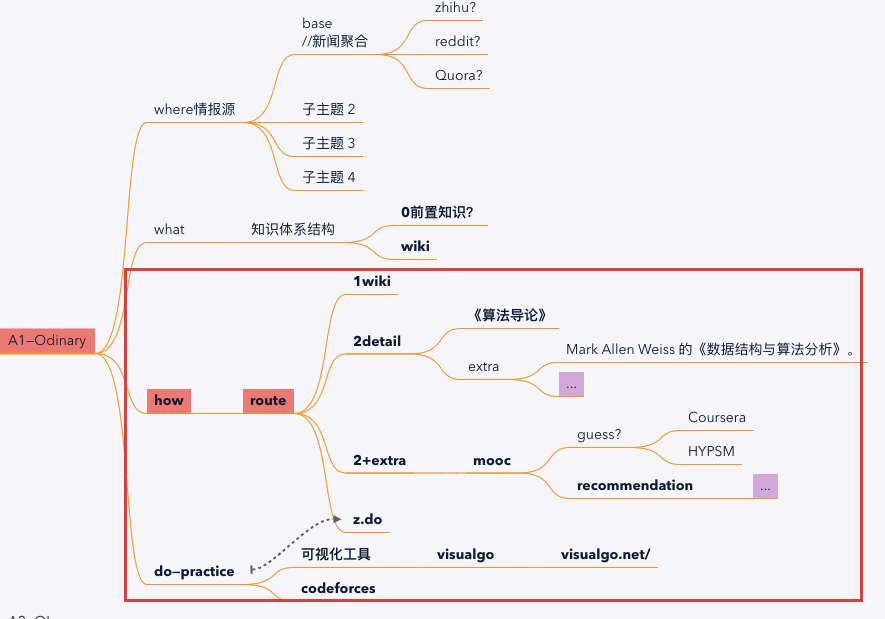 zhihu?
base
//新闻聚合
reddit?
Quora?
where情报源
子主题 2
子主题 3
子主题 4
0前置知识?
what
知识体系结构
wiki
1wiki
《算法导论》
A1—Odinary
2detail
Mark Allen Weiss 的《数据结构与算法分析》。
extra
...
how
route
Coursera
guess?
HYPSM
2+extra
mooc
recommendation
...
z.do
可视化工具
visualgo
visualgo.net/
do—practice
codeforces